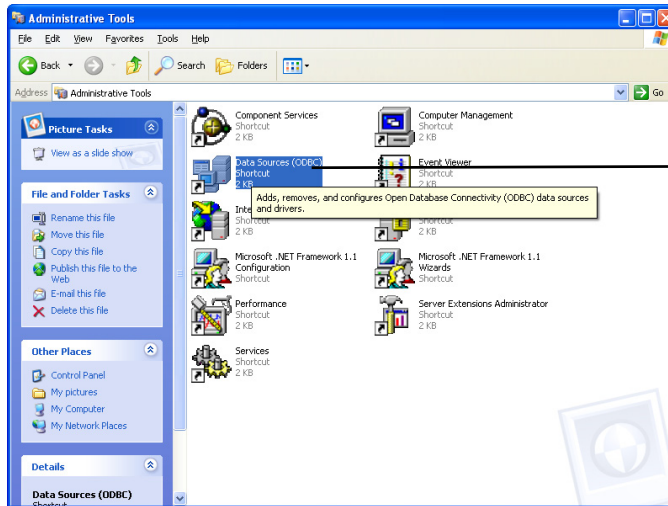 Administrative Tools
File Edit View Favorites Tools Help
Back Search Folders
Address Administrative Tools Go
Picture Tasks
View as a slide show
File and Folder Tasks
Rename this file
Move this file
Copy this file
Publish this file to the
Web
E-mail this file
Delete this file
Other Places
Control Panel
My pictures
My Computer
My Network Places
Details
Data Sources (ODBC)
Shortcut
Component Services
Shortcut
2 KB
Computer Management
Shortcut
2 KB
Data Sources (ODBC)
Shortcut
2 KB
Event Viewer
Shortcut
2 KB
Adds, removes, and configures Open Database Connectivity (ODBC) data sources
and drivers.
Shortcut
2 KB
Shortcut
2 KB
Microsoft .NET Framework 1.1
Configuration
Shortcut
Microsoft .NET Framework 1.1
Wizards
Shortcut
Performance
Shortcut
2 KB
Server Extensions Administrator
Shortcut
2 KB
Services
Shortcut
2 KB